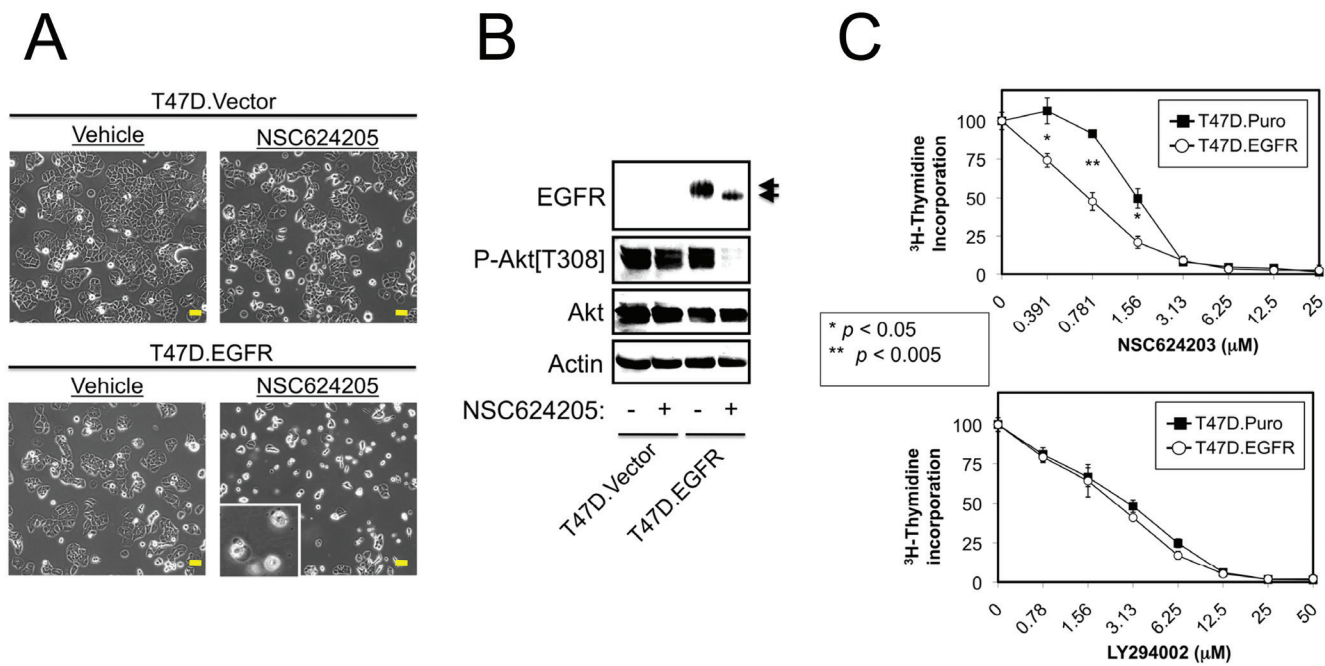 A
T47D.Vector
Vehicle NSC624205
T47D.EGFR
Vehicle NSC624205
B
EGFR
P-Akt[T308]
Akt
Actin
NSC624205: - + - +
T47D.Vector
T47D.EGFR
C
100
75
50
25
0
³H-Thymidine
Incorporation
T47D.Puro
T47D.EGFR
*
**
*
0 0.391 0.781 1.56 3.13 6.25 12.5 25
NSC624203 (µM)
* p < 0.05
** p < 0.005
100
75
50
25
0
³H-Thymidine
incorporation
T47D.Puro
T47D.EGFR
0 0.78 1.56 3.13 6.25 12.5 25 50
LY294002 (µM)